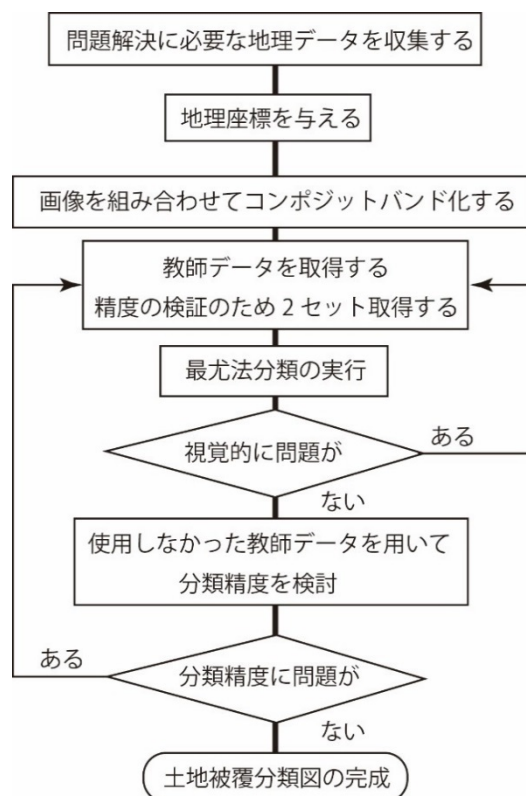 問題解決に必要な地理データを収集する
地理座標を与える
画像を組み合わせてコンポジットバンド化する
教師データを取得する
精度の検証のため2セット取得する
最尤法分類の実行
視覚的に問題が
ある
ない
使用しなかった教師データを用いて
分類精度を検討
ある
分類精度に問題が
ない
土地被覆分類図の完成